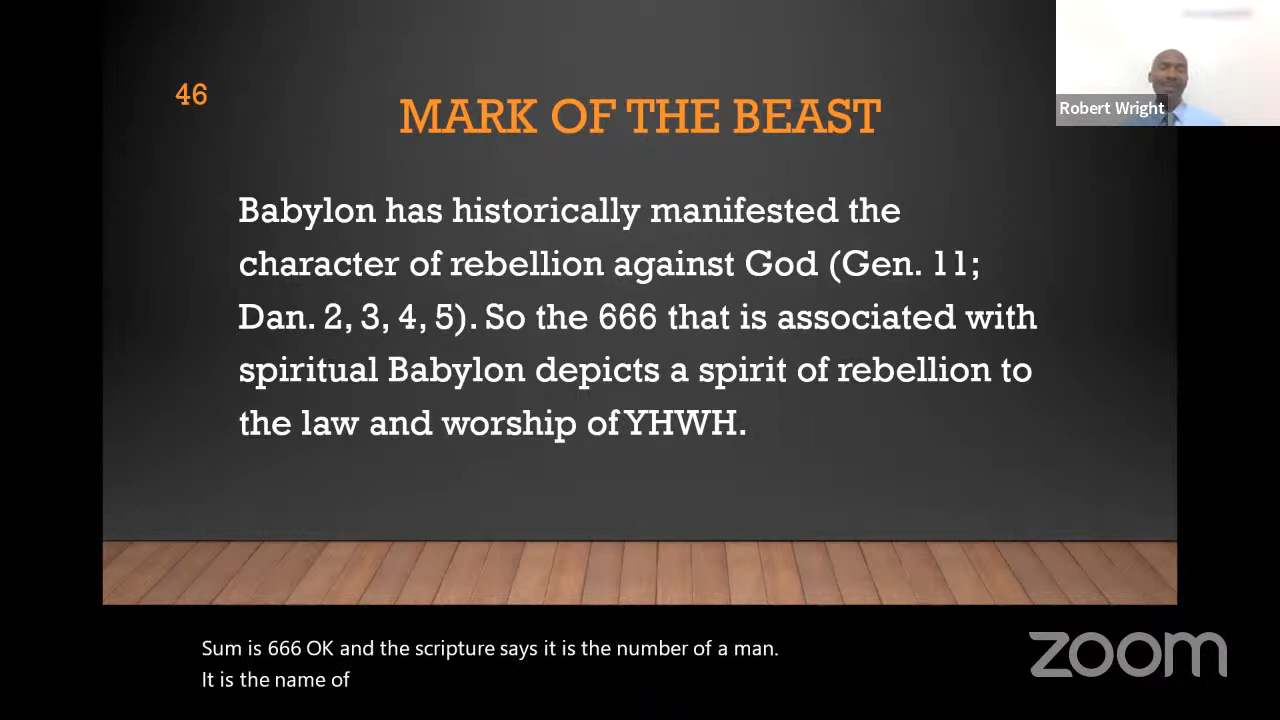 46
MARK OF THE BEAST
Robert Wright
Babylon has historically manifested the
character of rebellion against God (Gen. 11;
Dan. 2, 3, 4, 5). So the 666 that is associated with
spiritual Babylon depicts a spirit of rebellion to
the law and worship of YHWH.
Sum is 666 OK and the scripture says it is the number of a man.
It is the name of
zoom